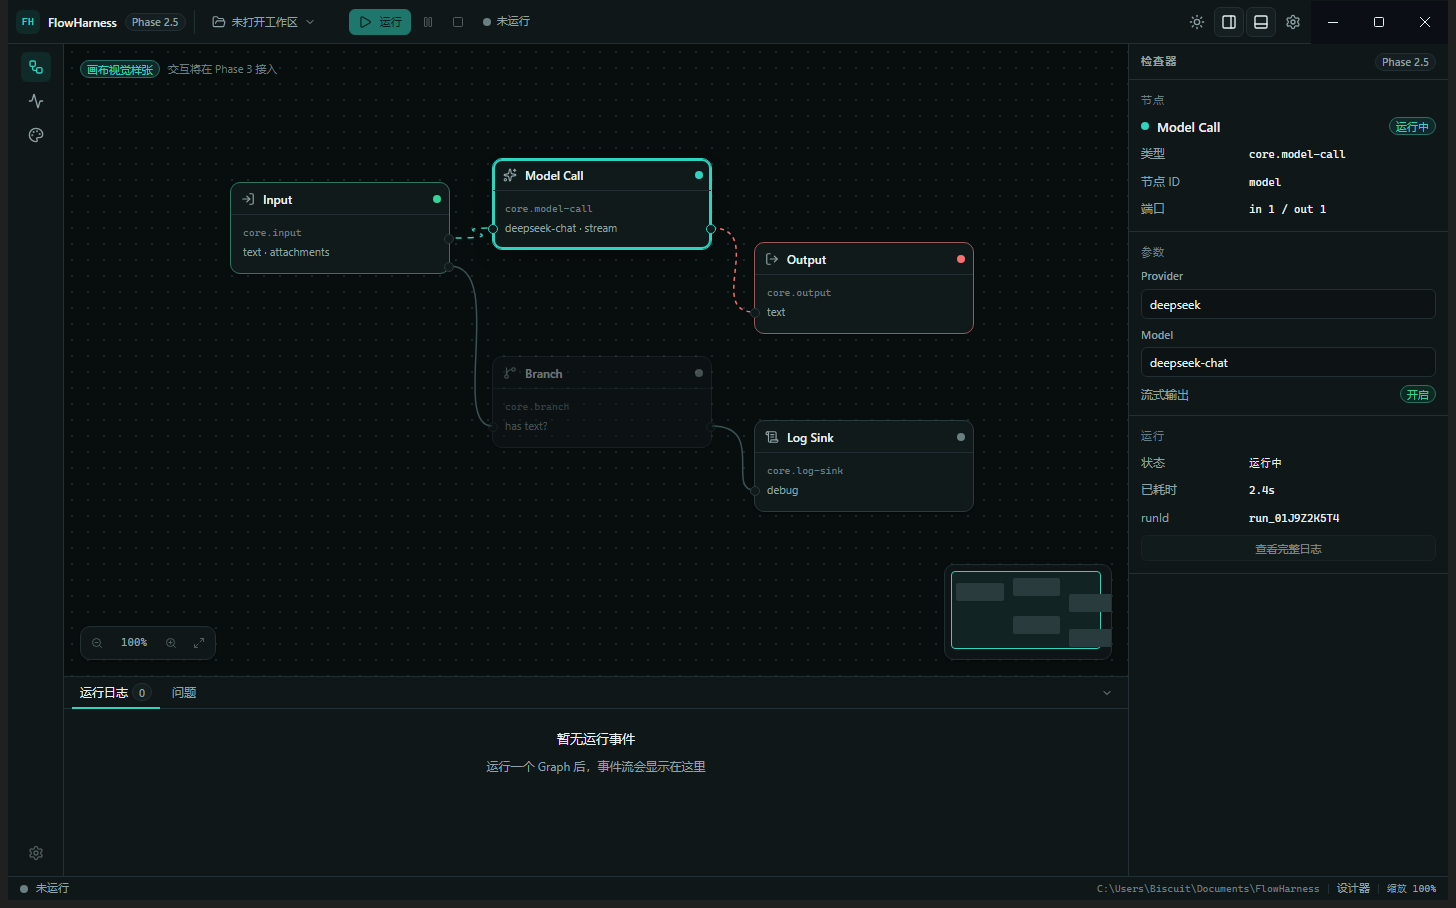 FH FlowHarness Phase 2.5 未打开工作区 运行 未运行
画布视觉样张 交互将在 Phase 3 接入
Input
core.input
text · attachments
Model Call
core.model-call
deepseek-chat · stream
Output
core.output
text
Branch
core.branch
has text?
Log Sink
core.log-sink
debug
100%
检查器 Phase 2.5
节点
Model Call 运行中
类型 core.model-call
节点 ID model
端口 in 1 / out 1
参数
Provider
deepseek
Model
deepseek-chat
流式输出 开启
运行
状态 运行中
已耗时 2.4s
runId run_01J9Z2K5T4
查看完整日志
运行日志 0 问题
暂无运行事件
运行一个 Graph 后，事件流会显示在这里
未运行 C:\Users\Biscuit\Documents\FlowHarness 设计器 缩放 100%